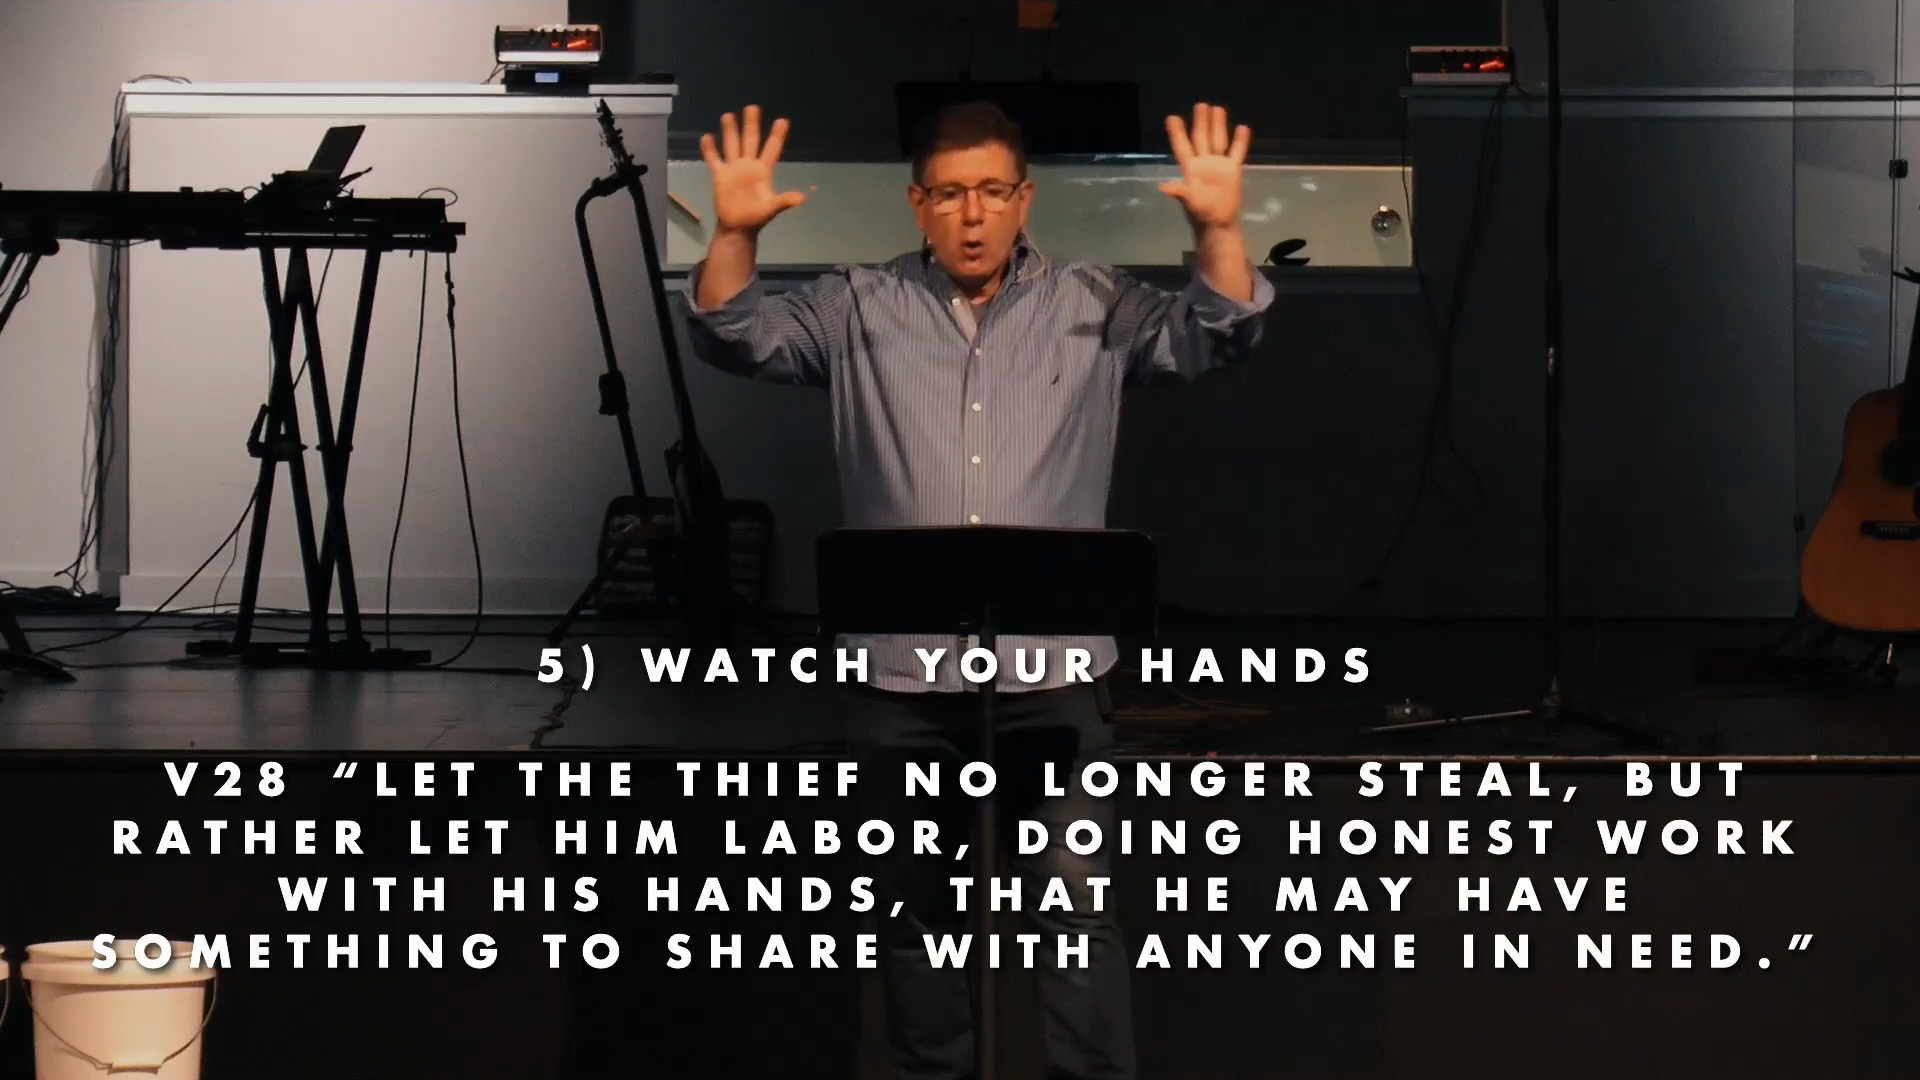 5) WATCH YOUR HANDS
V28 “LET THE THIEF NO LONGER STEAL, BUT
RATHER LET HIM LABOR, DOING HONEST WORK
WITH HIS HANDS, THAT HE MAY HAVE
SOMETHING TO SHARE WITH ANYONE IN NEED.”